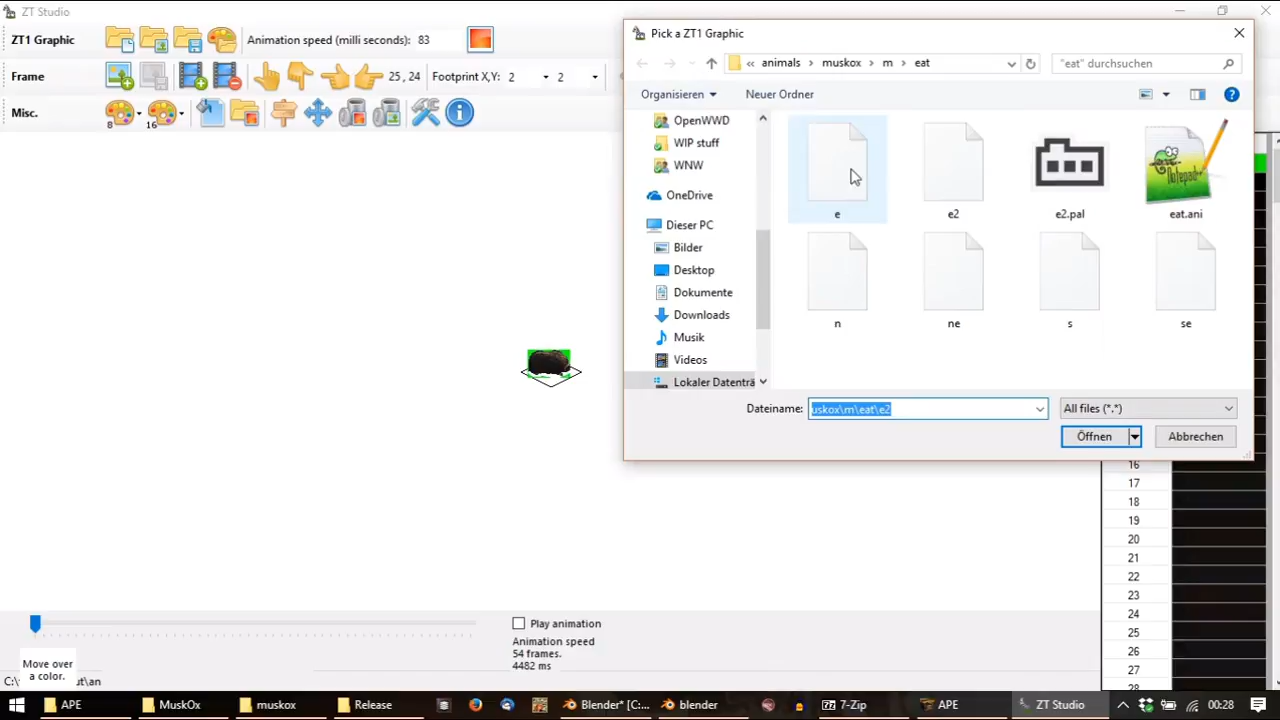 ZT Studio
ZT1 Graphic
Animation speed (milli seconds): 83
Frame
25 , 24
Footprint X,Y: 2
2
Misc.
8
16
Pick a ZT1 Graphic
« animals > muskox > m > eat
"eat" durchsuchen
Organisieren
Neuer Ordner
OpenWWD
WIP stuff
WNW
OneDrive
Dieser PC
Bilder
Desktop
Dokumente
Downloads
Musik
Videos
Lokaler Datenträ
e
e2
e2.pal
Notepad++
eat.ani
n
ne
s
se
Dateiname:
uskox\m\eat\e2
All files (*.*)
Öffnen
Abbrechen
16
17
18
19
20
21
22
23
24
25
26
27
28
Play animation
Animation speed
54 frames.
4482 ms
Move over
a color.
APE
MuskOx
muskox
Release
Blender* [C:...
blender
7-Zip
APE
ZT Studio
00:28